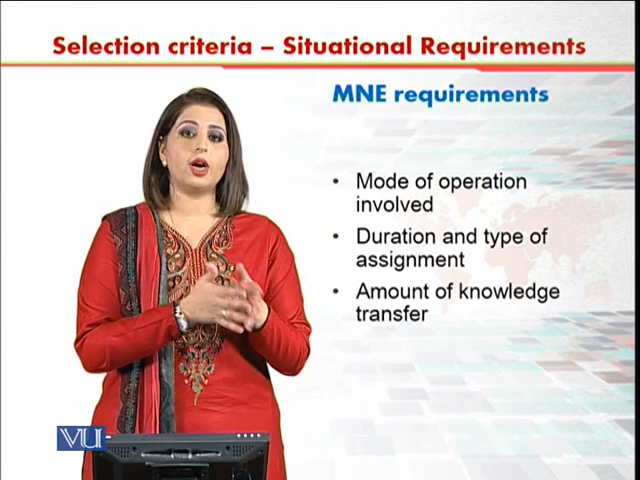 Selection criteria – Situational Requirements
MNE requirements
• Mode of operation
involved
• Duration and type of
assignment
• Amount of knowledge
transfer
VU